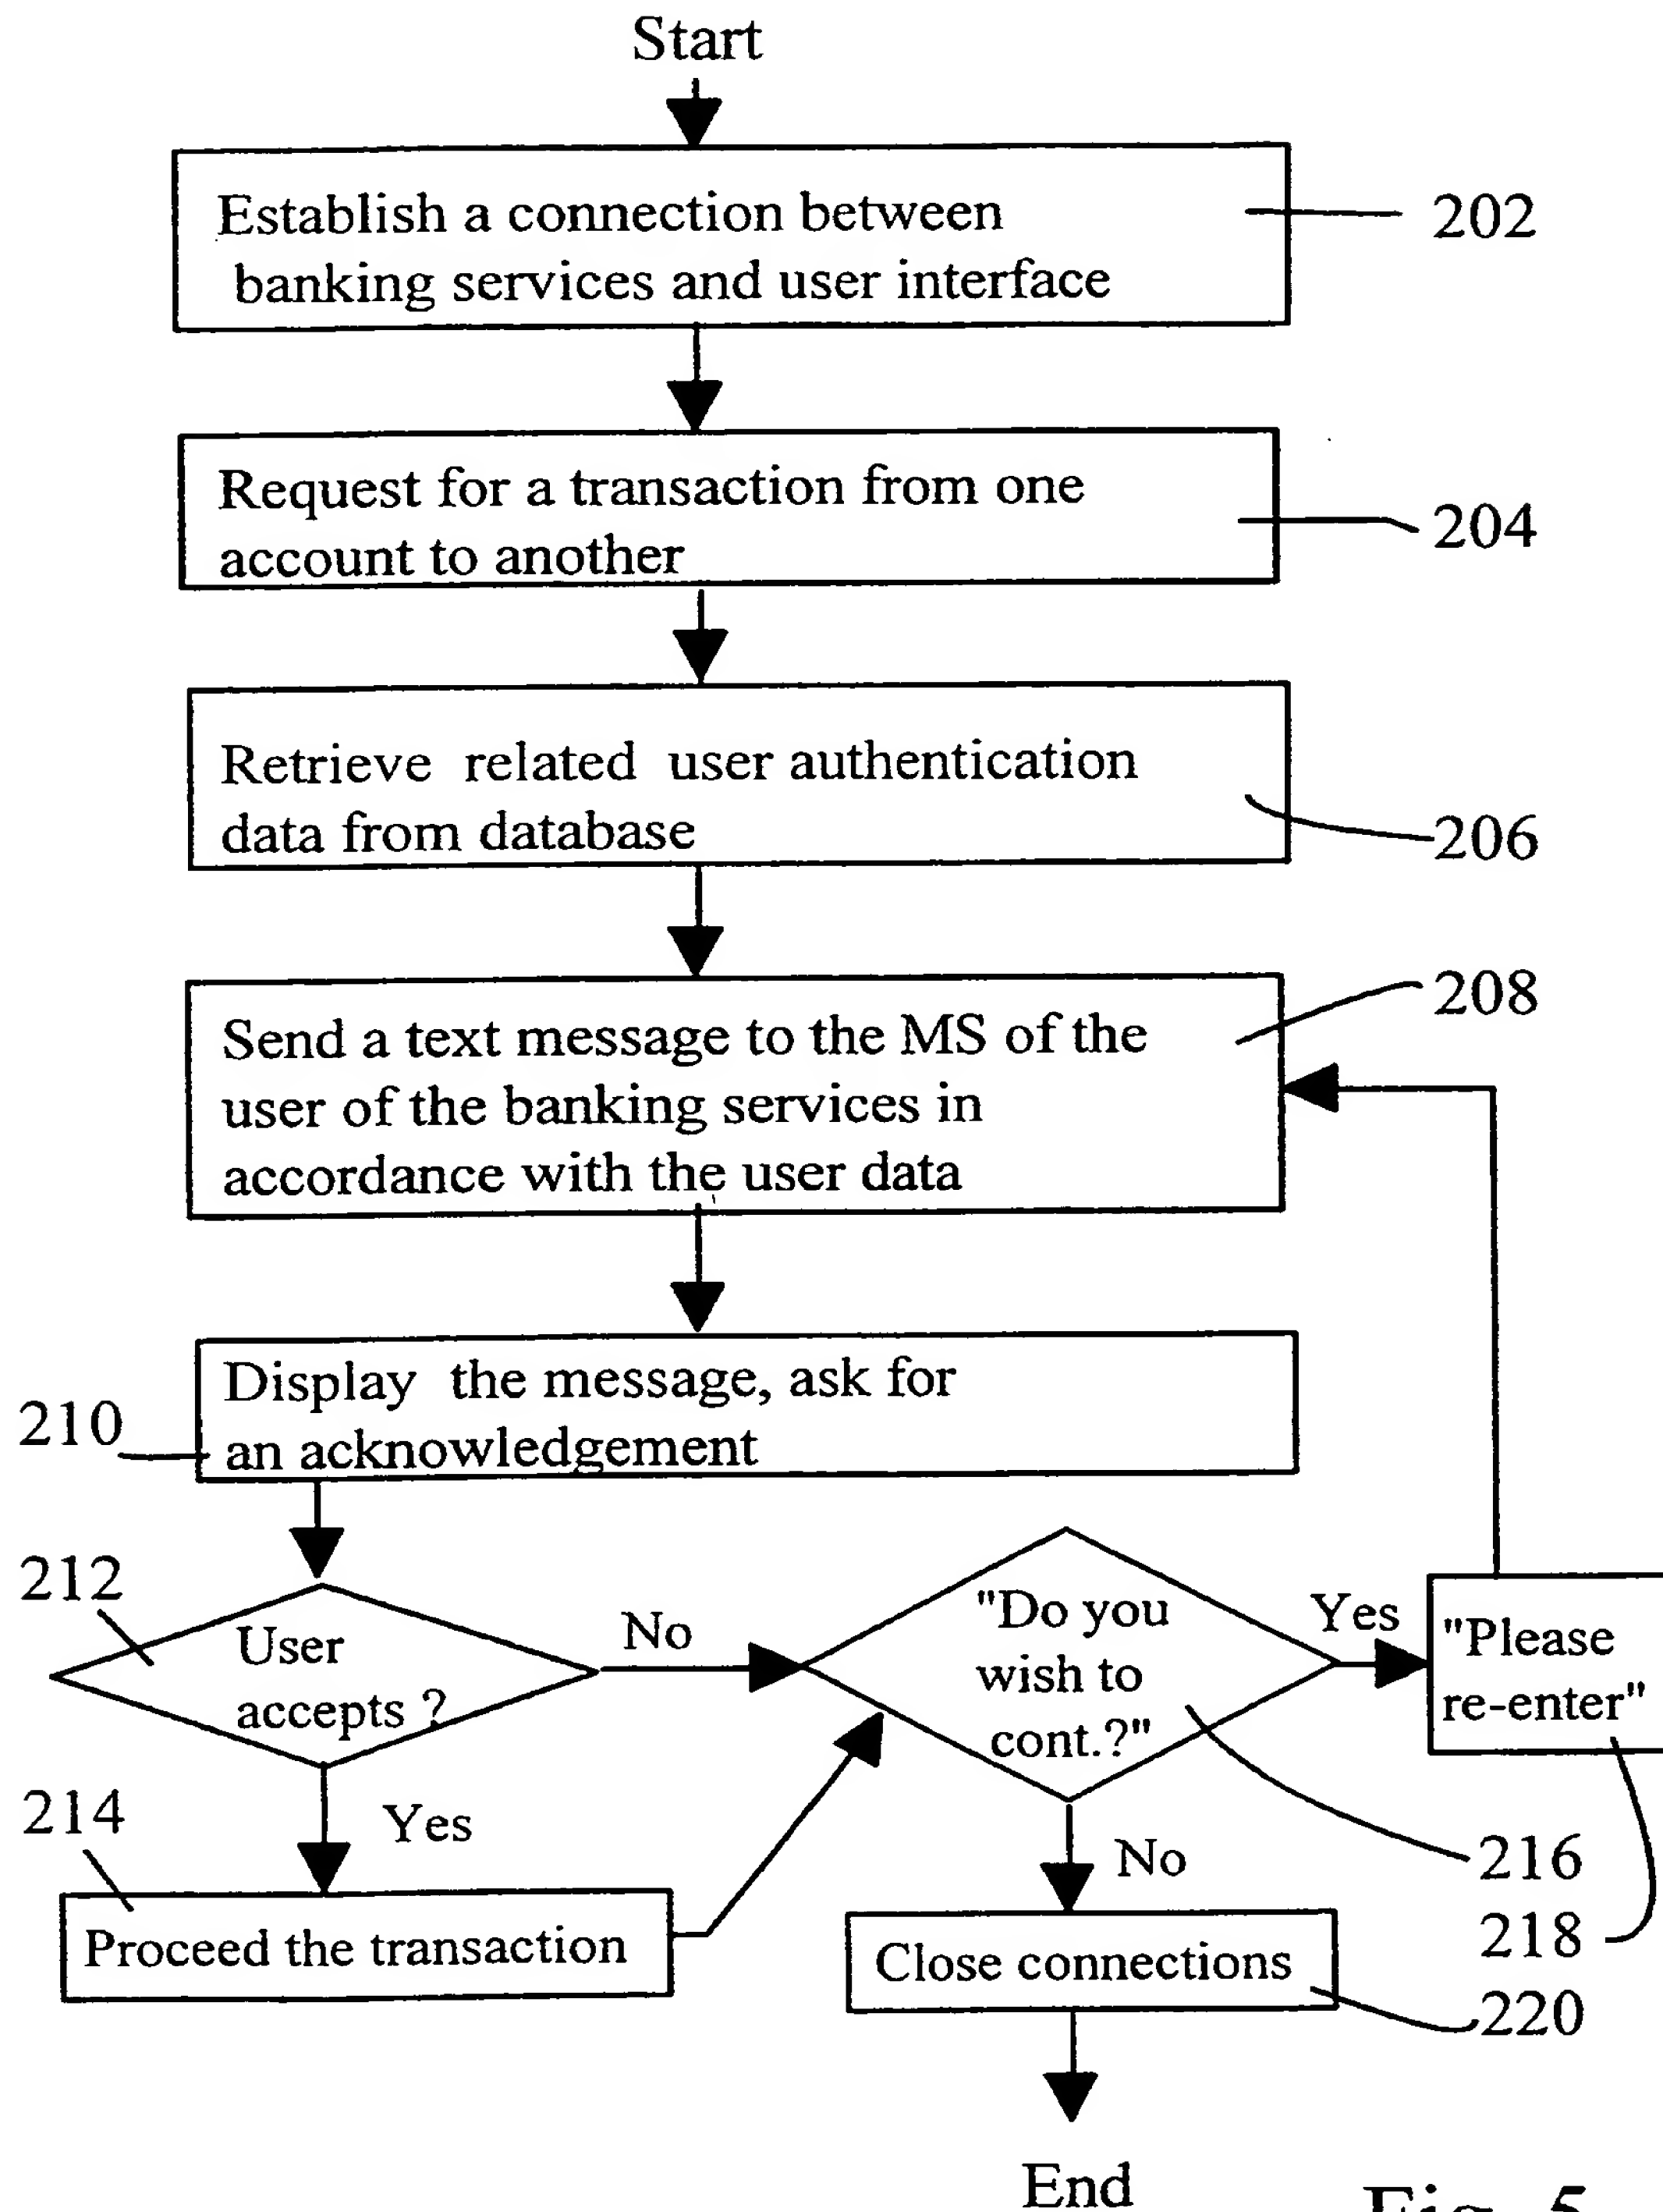 Start
Establish a connection between
banking services and user interface
202
Request for a transaction from one
account to another
204
Retrieve related user authentication
data from database
206
Send a text message to the MS of the
user of the banking services in
accordance with the user data
208
Display the message, ask for
an acknowledgement
210
212
User
accepts ?
No
"Do you
wish to
cont.?"
Yes
"Please
re-enter"
214
Yes
Proceed the transaction
No
216
218
Close connections
220
End
Fig. 5